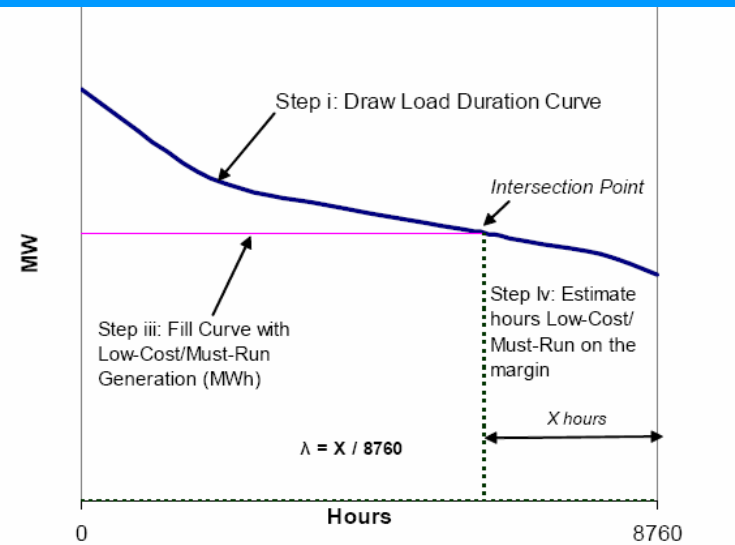 Step i: Draw Load Duration Curve
Intersection Point
MW
Step Iv: Estimate
hours Low-Cost/
Must-Run on the
margin
Step iii: Fill Curve with
Low-Cost/Must-Run
Generation (MWh)
X hours
λ = X / 8760
Hours
0
8760